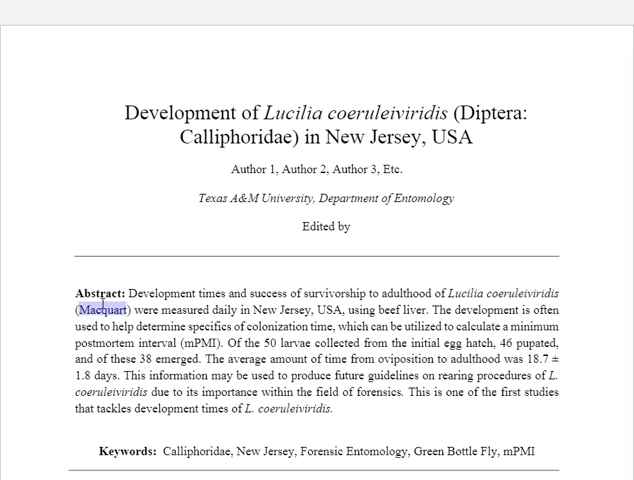 Development of Lucilia coeruleiviridis (Diptera:
Calliphoridae) in New Jersey, USA
Author 1, Author 2, Author 3, Etc.
Texas A&M University, Department of Entomology
Edited by
Abstract: Development times and success of survivorship to adulthood of Lucilia coeruleiviridis
(Macquart) were measured daily in New Jersey, USA, using beef liver. The development is often
used to help determine specifics of colonization time, which can be utilized to calculate a minimum
postmortem interval (mPMI). Of the 50 larvae collected from the initial egg hatch, 46 pupated,
and of these 38 emerged. The average amount of time from oviposition to adulthood was 18.7 ±
1.8 days. This information may be used to produce future guidelines on rearing procedures of L.
coeruleiviridis due to its importance within the field of forensics. This is one of the first studies
that tackles development times of L. coeruleiviridis.
Keywords: Calliphoridae, New Jersey, Forensic Entomology, Green Bottle Fly, mPMI